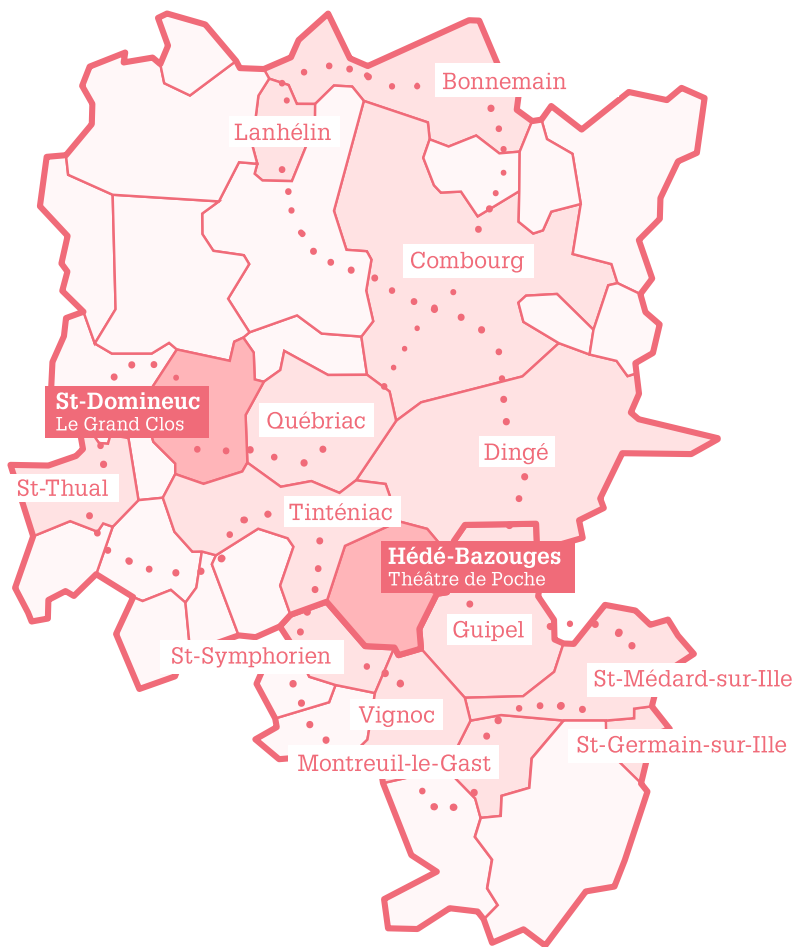 Bonnemain
Lanhélin
Combourg
St-Domineuc
Le Grand Clos
Québriac
Dingé
St-Thual
Tinténiac
Hédé-Bazouges
Théâtre de Poche
Guipel
St-Symphorien
St-Médard-sur-Ille
Vignoc
St-Germain-sur-Ille
Montreuil-le-Gast